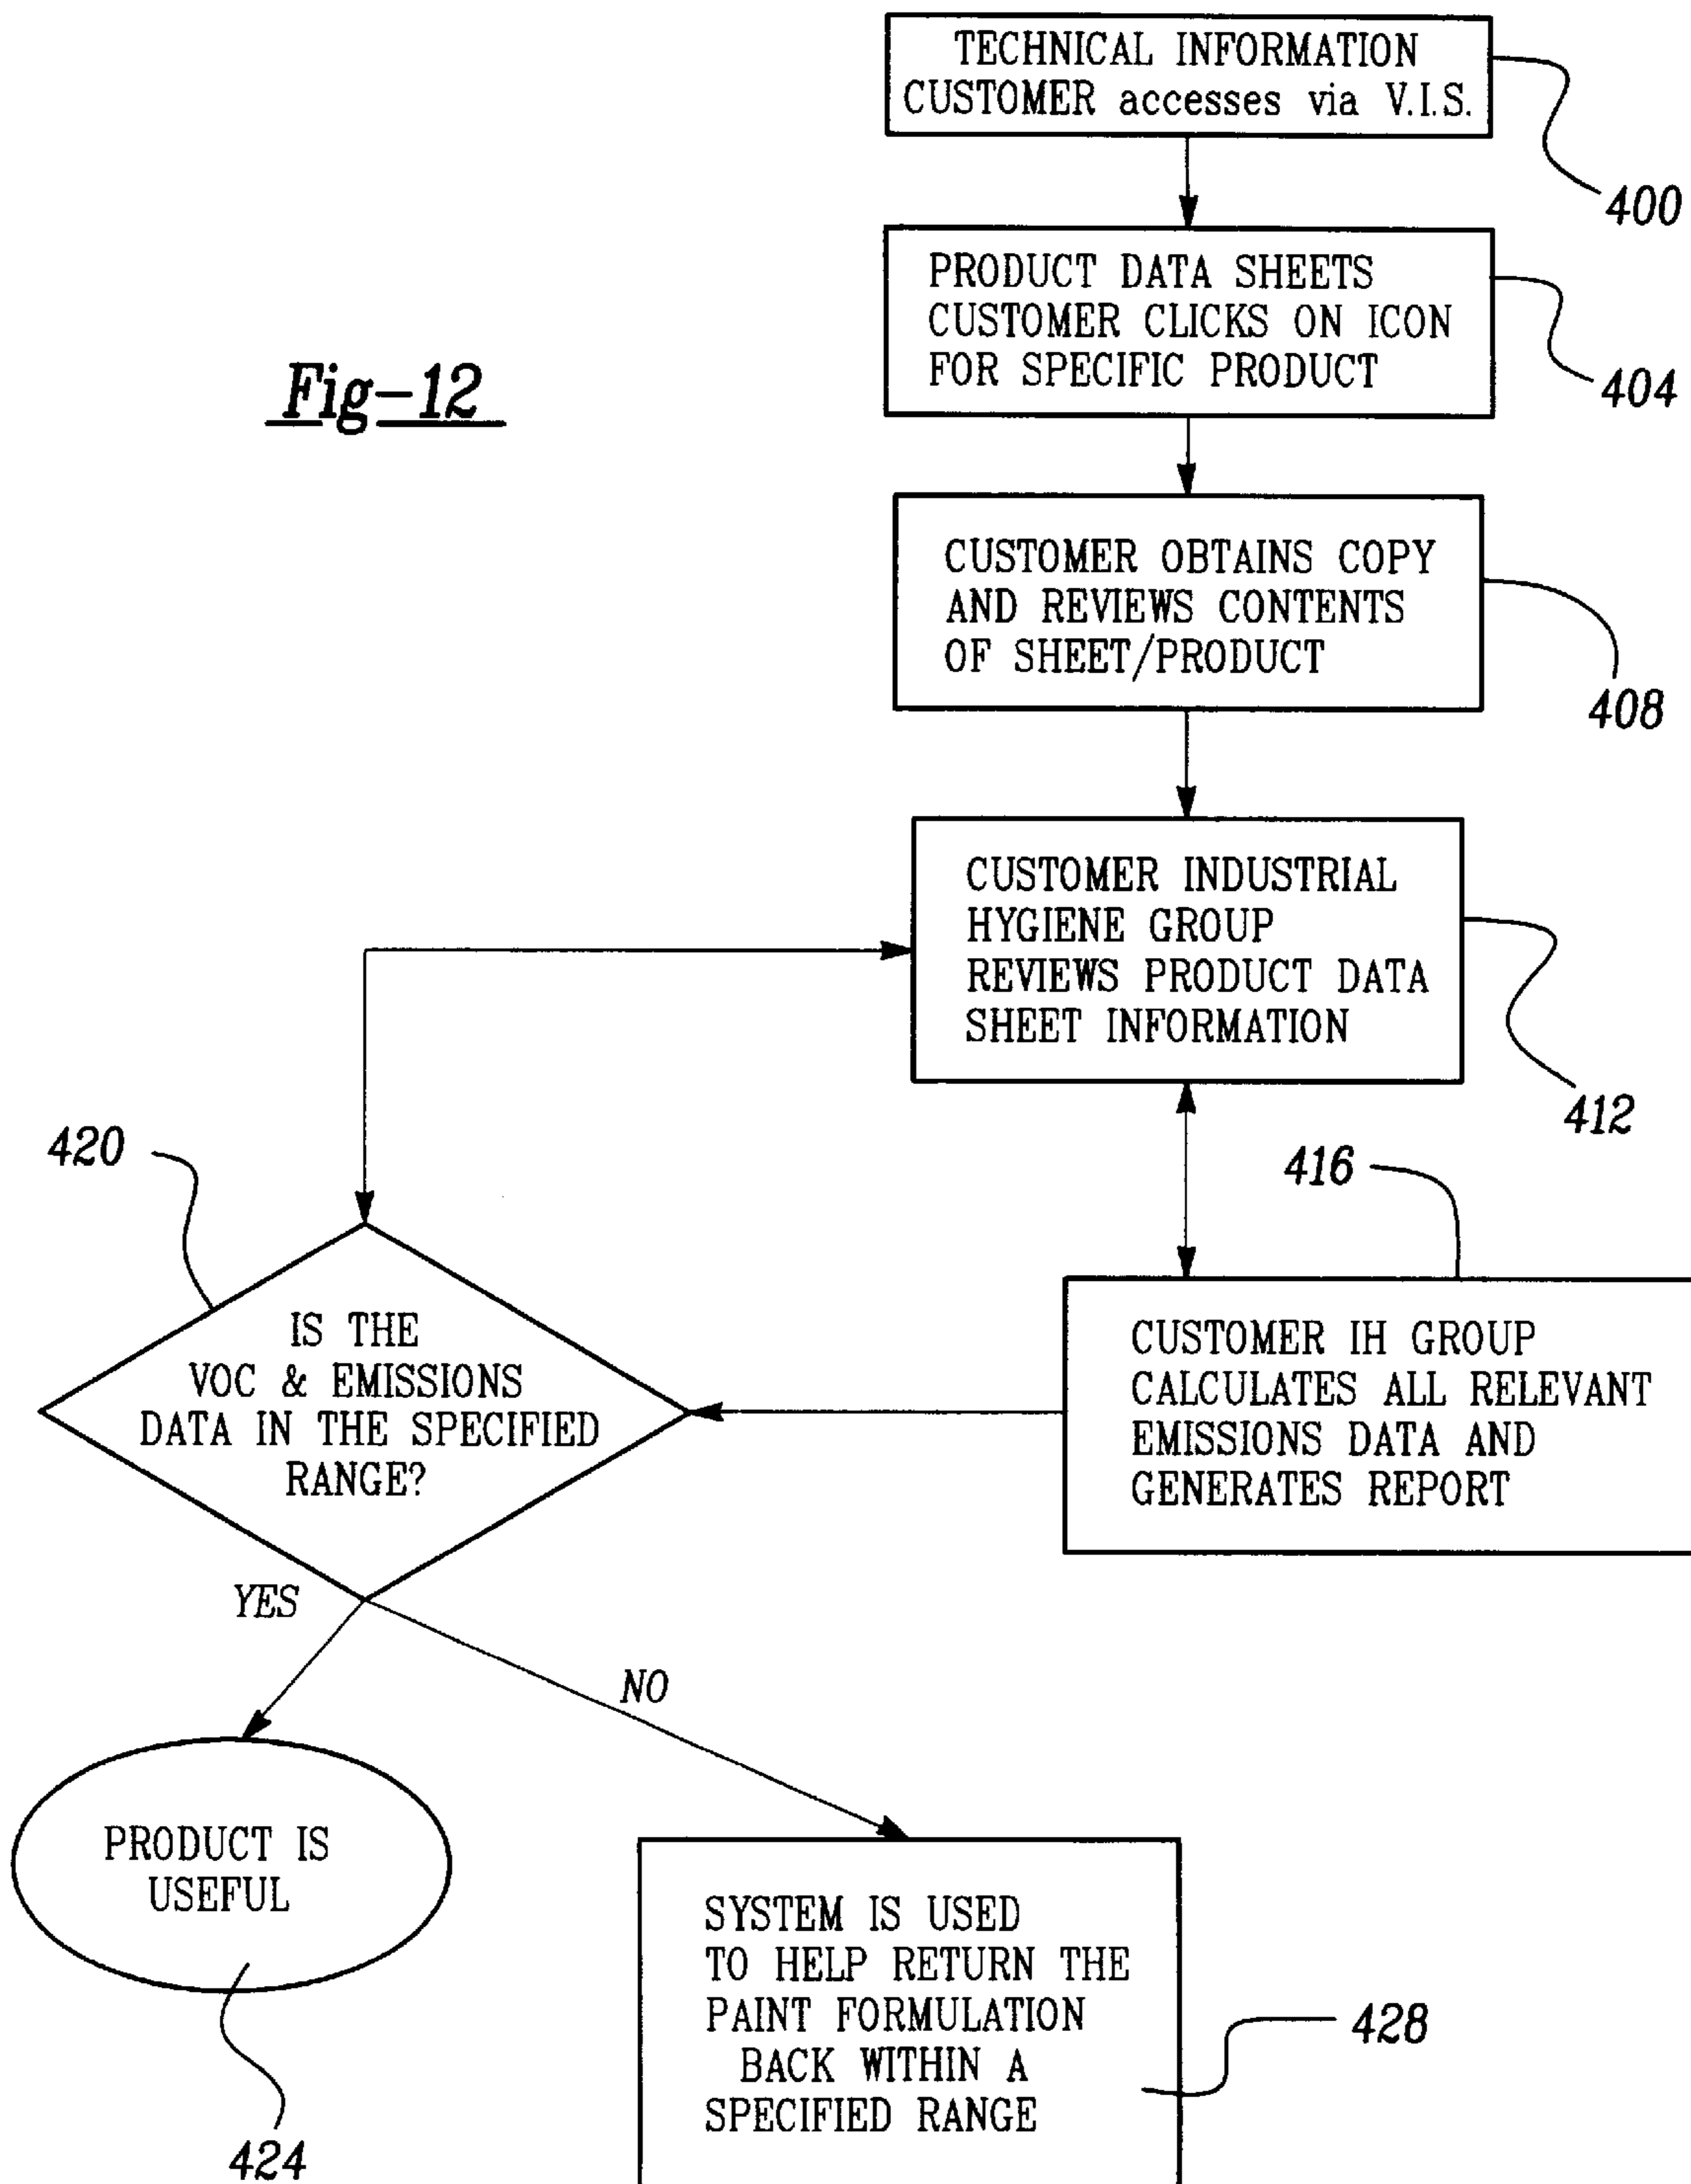 TECHNICAL INFORMATION
CUSTOMER accesses via V.I.S.
400
PRODUCT DATA SHEETS
CUSTOMER CLICKS ON ICON
FOR SPECIFIC PRODUCT
404
Fig-12
CUSTOMER OBTAINS COPY
AND REVIEWS CONTENTS
OF SHEET/PRODUCT
408
CUSTOMER INDUSTRIAL
HYGIENE GROUP
REVIEWS PRODUCT DATA
SHEET INFORMATION
412
420
416
IS THE
VOC & EMISSIONS
DATA IN THE SPECIFIED
RANGE?
CUSTOMER IH GROUP
CALCULATES ALL RELEVANT
EMISSIONS DATA AND
GENERATES REPORT
YES
NO
PRODUCT IS
USEFUL
424
SYSTEM IS USED
TO HELP RETURN THE
PAINT FORMULATION
BACK WITHIN A
SPECIFIED RANGE
428